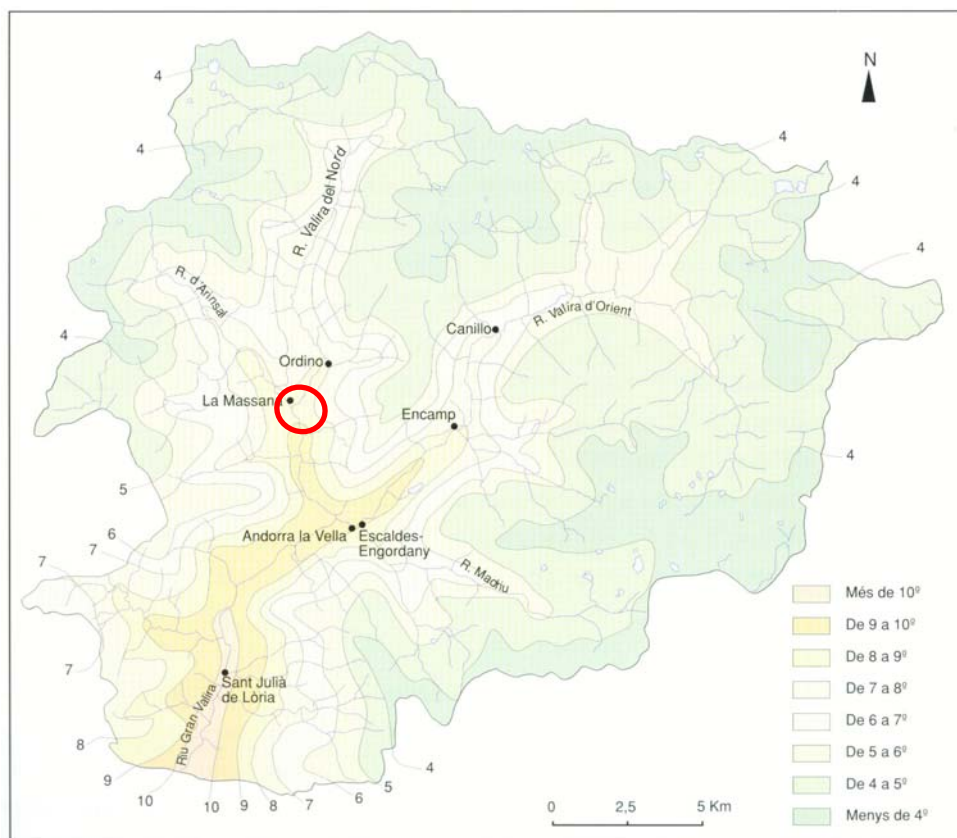 4
N
4
4
4
R. Valira del Nord
R. d'Arinsal
4
4
R. Valira d'Orient
Canillo
Ordino
La Massana
Encamp
4
5
6
7
7
Andorra la Vella
Escaldes-
Engordany
R. Madriu
7
Sant Julià
de Lòria
Riu Gran Valira
8
9
10
10
9
8
7
6
5
4
0
2,5
5 Km
Més de 10º
De 9 a 10º
De 8 a 9º
De 7 a 8º
De 6 a 7º
De 5 a 6º
De 4 a 5º
Menys de 4º